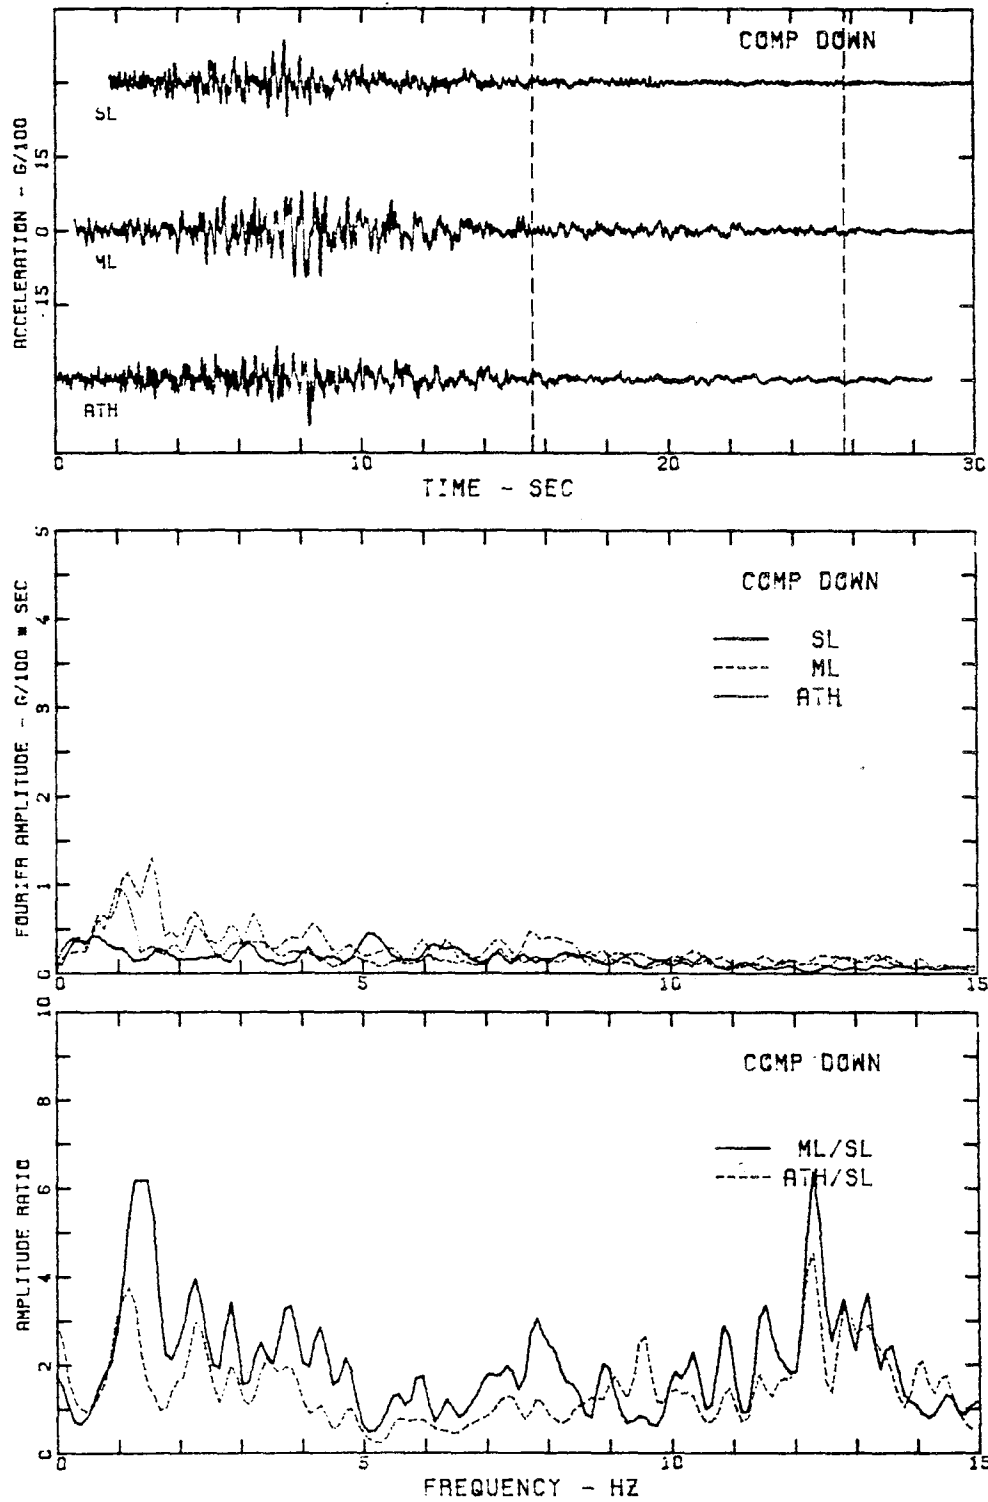 COMP DOWN
SL
ML
ATH
ACCELERATION - G/100
15
0
15
0
10
20
30
TIME - SEC
COMP DOWN
SL
ML
ATH
FOURIER AMPLITUDE - G/100 * SEC
5
4
3
2
1
0
0
5
10
15
COMP DOWN
ML/SL
ATH/SL
AMPLITUDE RATIO
10
8
6
4
2
0
0
5
10
15
FREQUENCY - HZ